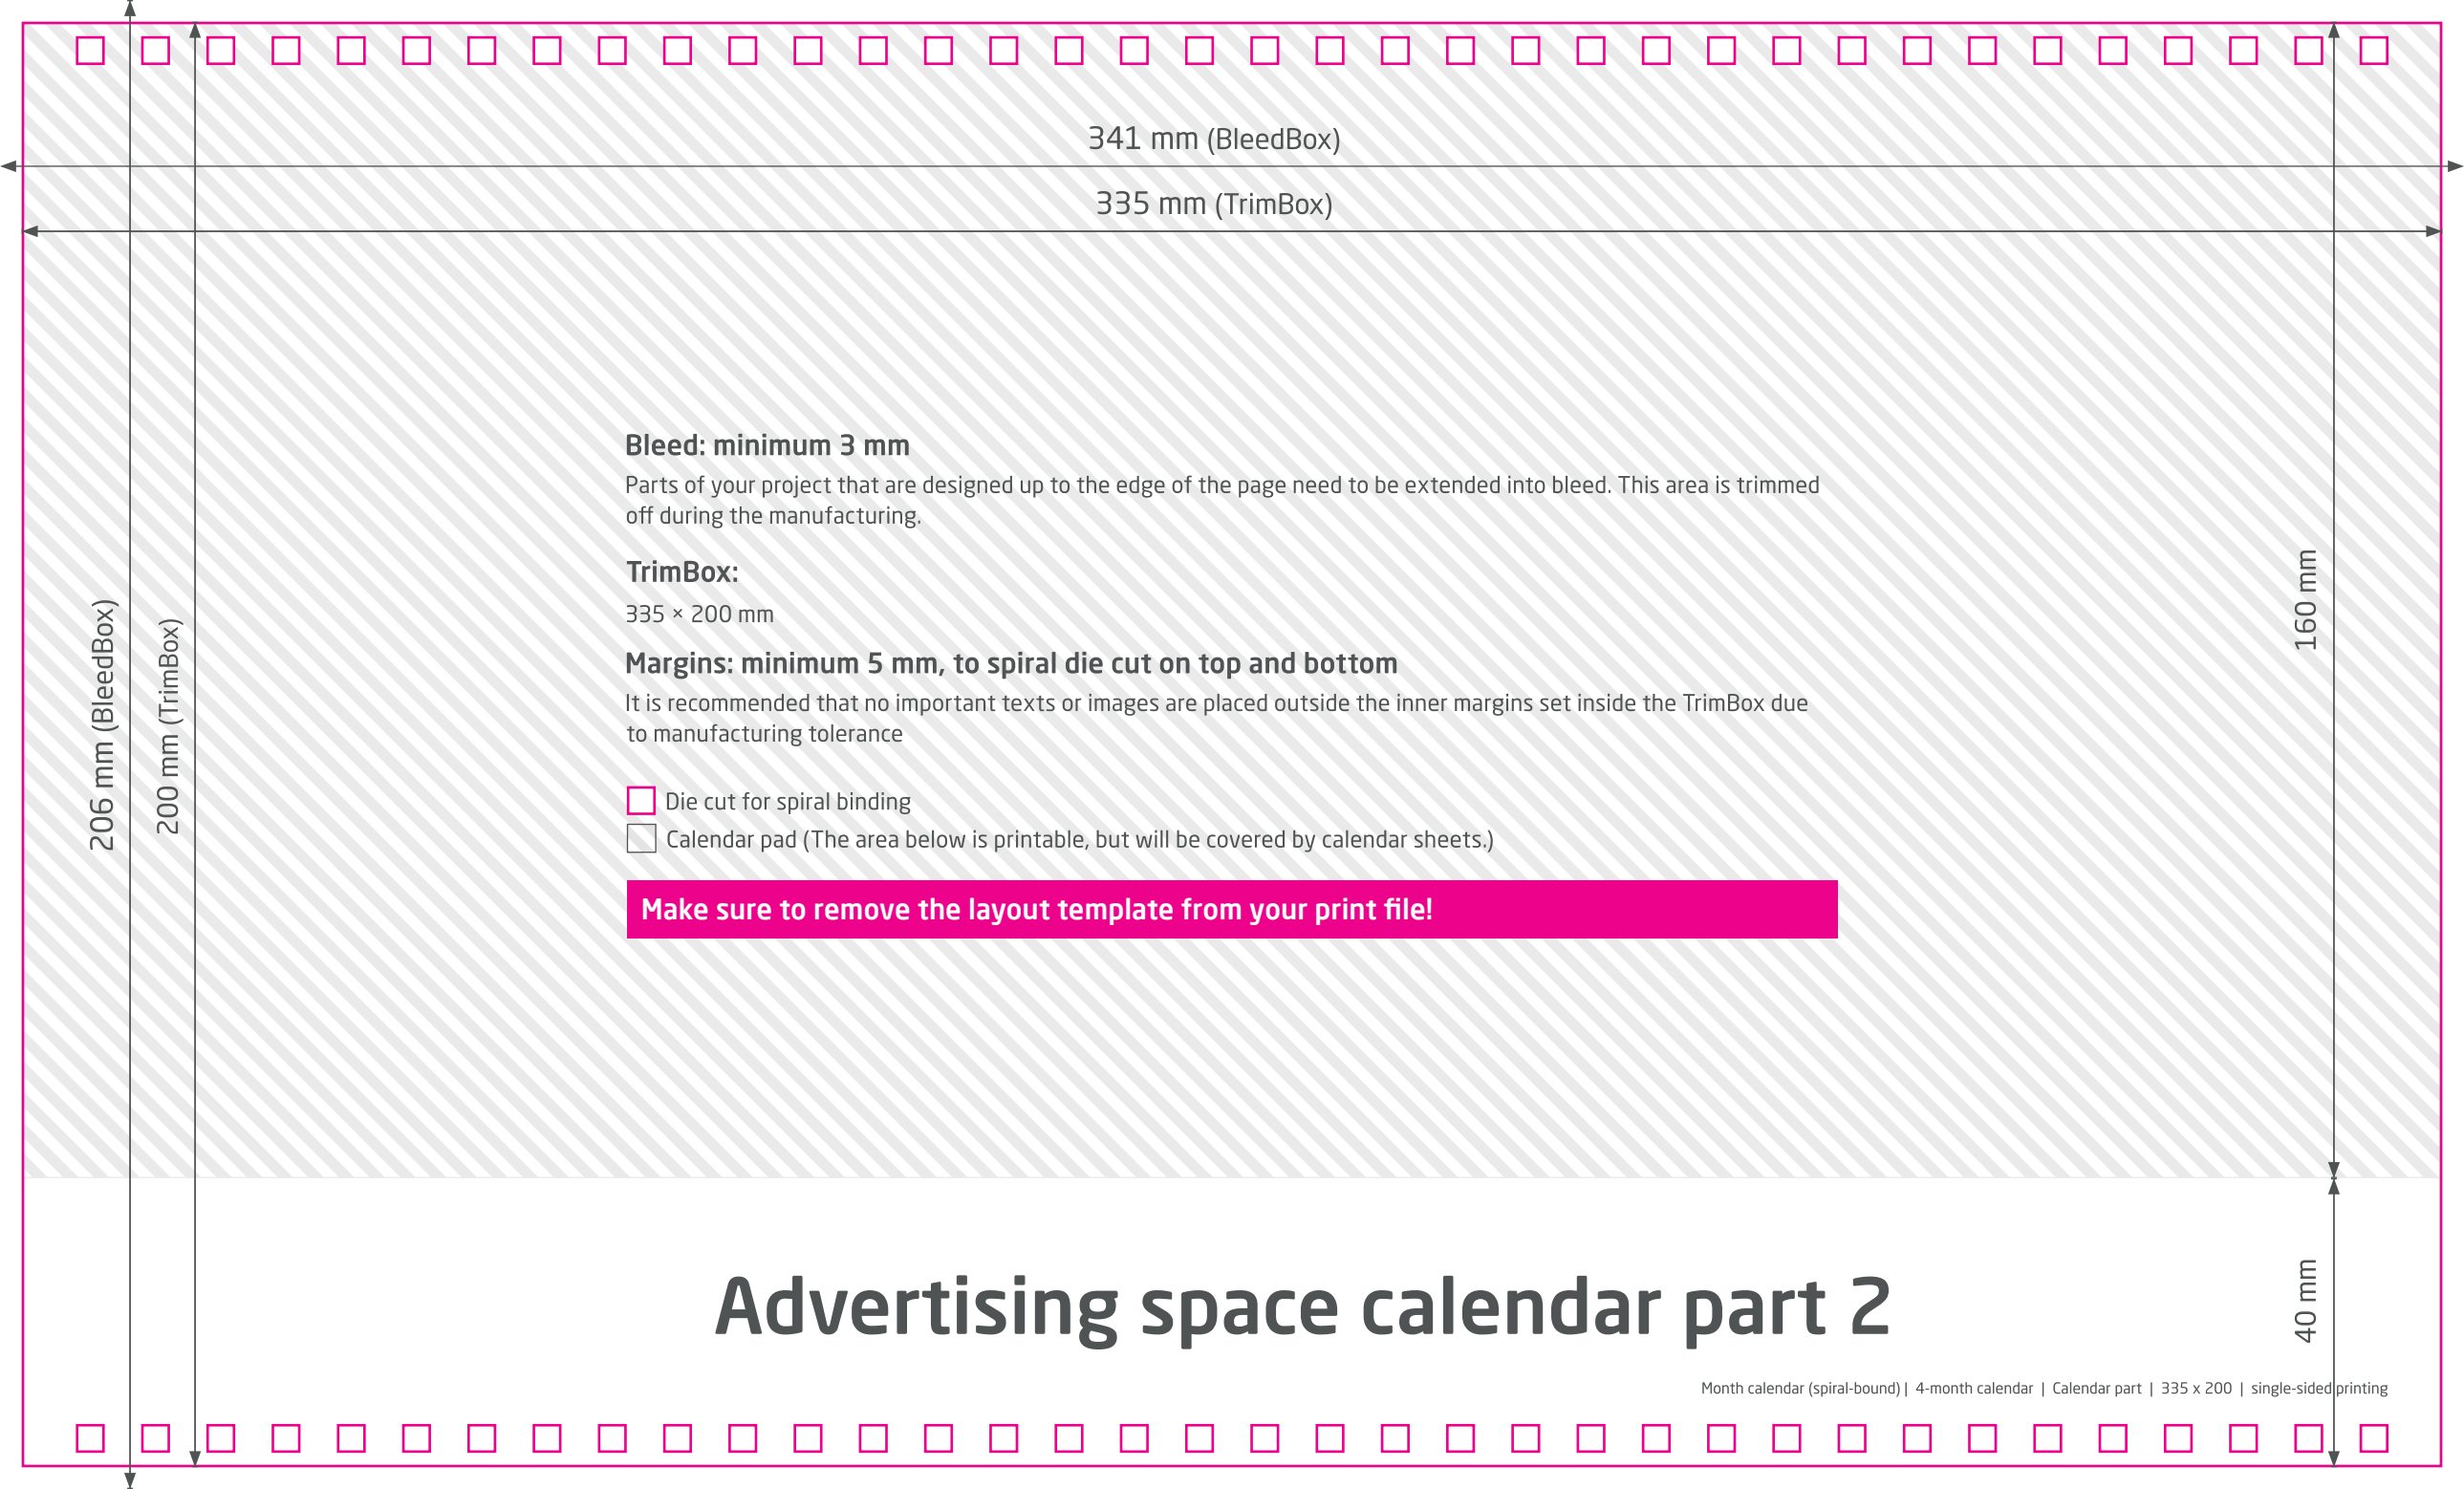 341 mm (BleedBox)
335 mm (TrimBox)
206 mm (BleedBox)
200 mm (TrimBox)
160 mm
Bleed: minimum 3 mm
Parts of your project that are designed up to the edge of the page need to be extended into bleed. This area is trimmed
off during the manufacturing.
TrimBox:
335 × 200 mm
Margins: minimum 5 mm, to spiral die cut on top and bottom
It is recommended that no important texts or images are placed outside the inner margins set inside the TrimBox due
to manufacturing tolerance
Die cut for spiral binding
Calendar pad (The area below is printable, but will be covered by calendar sheets.)
Make sure to remove the layout template from your print file!
Advertising space calendar part 2
40 mm
Month calendar (spiral-bound) | 4-month calendar | Calendar part | 335 x 200 | single-sided printing